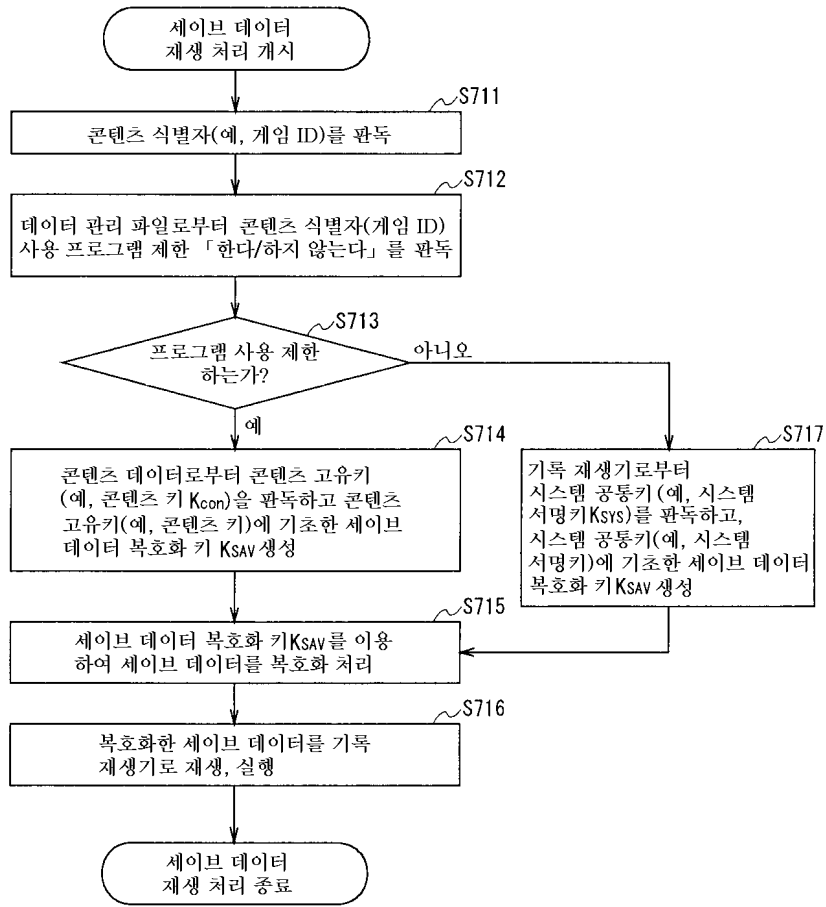 세이브 데이터
재생 처리 개시
S711
콘텐츠 식별자(예, 게임 ID)를 판독
S712
데이터 관리 파일로부터 콘텐츠 식별자(게임 ID)
사용 프로그램 제한 「한다/하지 않는다」를 판독
S713
프로그램 사용 제한
하는가?
아니오
예
S714
콘텐츠 데이터로부터 콘텐츠 고유키
(예, 콘텐츠 키 Kcon)을 판독하고 콘텐츠
고유키(예, 콘텐츠 키)에 기초한 세이브
데이터 복호화 키 KSAV 생성
S717
기록 재생기로부터
시스템 공통키 (예, 시스템
서명키KSYS)를 판독하고,
시스템 공통키(예, 시스템
서명키)에 기초한 세이브 데이터
복호화 키KSAV 생성
S715
세이브 데이터 복호화 키KSAV를 이용
하여 세이브 데이터를 복호화 처리
S716
복호화한 세이브 데이터를 기록
재생기로 재생, 실행
세이브 데이터
재생 처리 종료